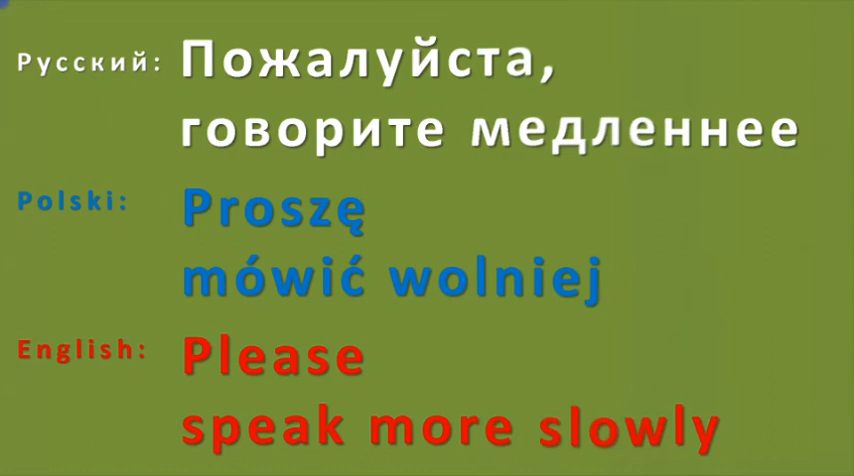 Русский: Пожалуйста,
говорите медленнее
Polski: Proszę
mówić wolniej
English: Please
speak more slowly